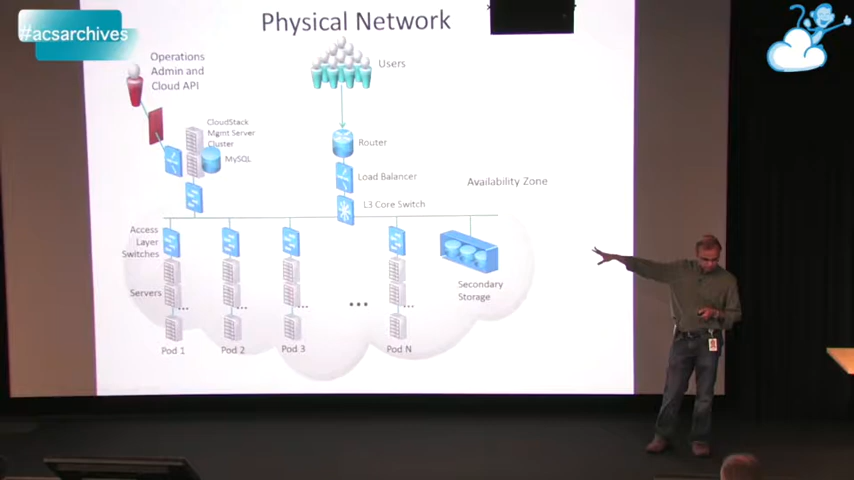 #acsarchives
Physical Network
Operations
Admin and
Cloud API
Users
CloudStack
Mgmt Server
Cluster
MySQL
Router
Load Balancer
Availability Zone
L3 Core Switch
Access
Layer
Switches
Servers
...
...
...
...
...
Secondary
Storage
Pod 1
Pod 2
Pod 3
Pod N